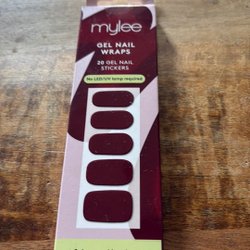 mylee
GEL NAIL
WRAPS
20 GEL NAIL
STICKERS
No LED/UV lamp required